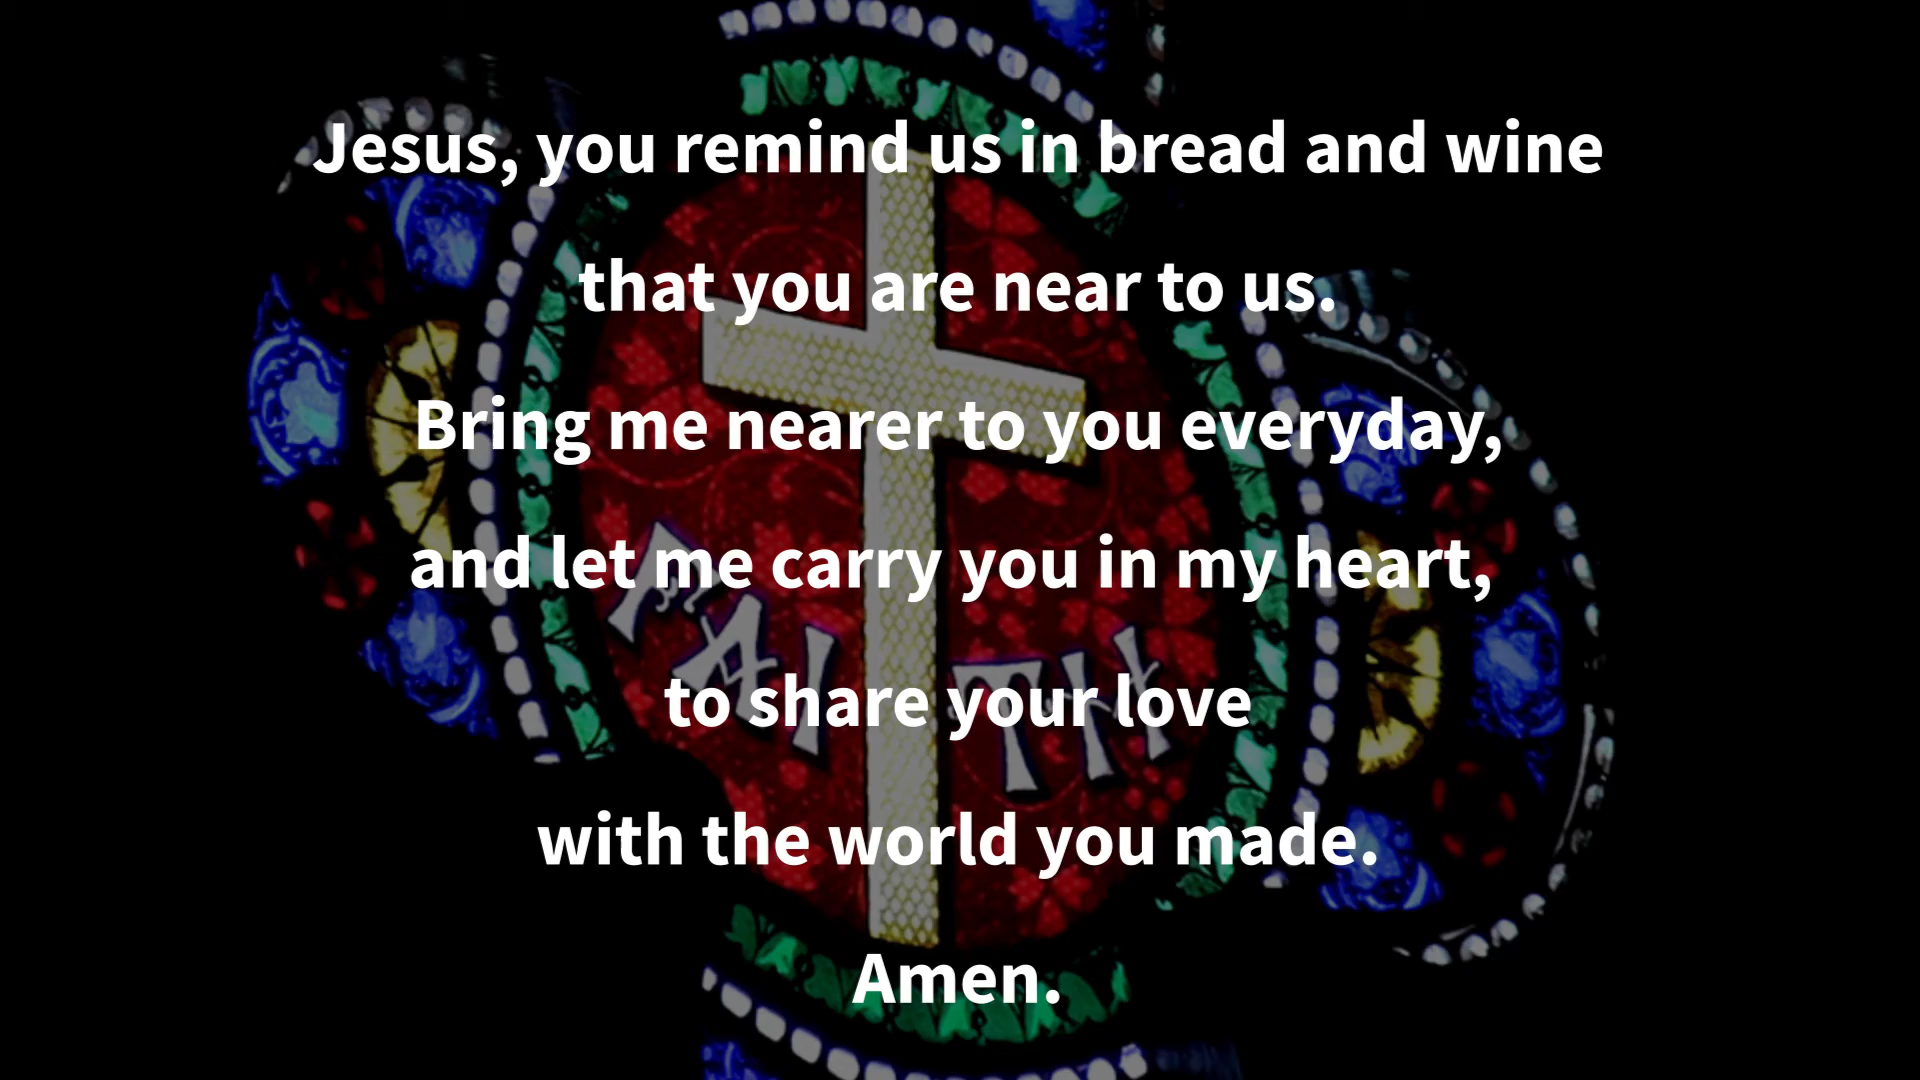 Jesus, you remind us in bread and wine
that you are near to us.
Bring me nearer to you everyday,
and let me carry you in my heart,
to share your love
with the world you made.
Amen.
FAITH